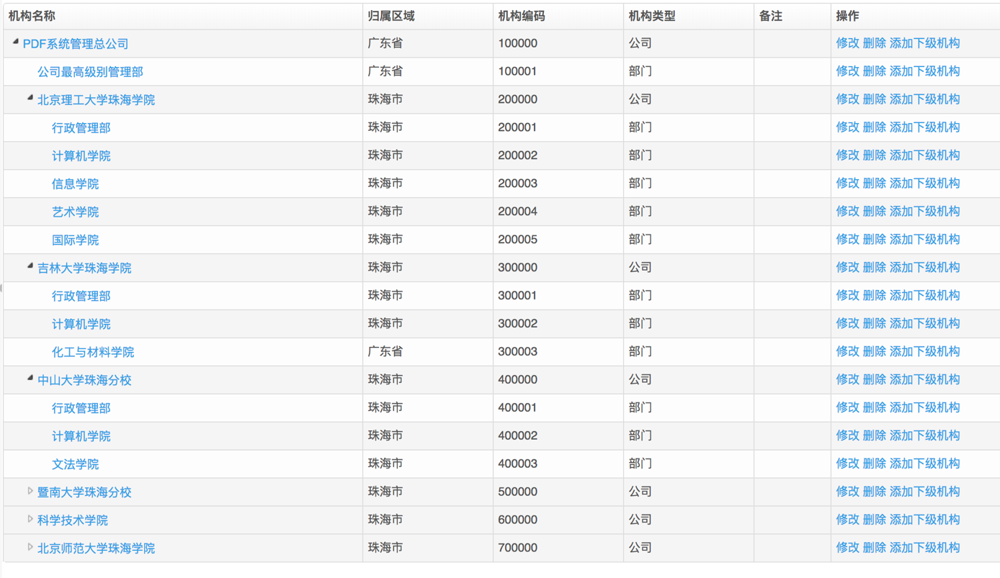 机构名称 归属区域 机构编码 机构类型 备注 操作
PDF系统管理总公司 广东省 100000 公司 修改 删除 添加下级机构
公司最高级别管理部 广东省 100001 部门 修改 删除 添加下级机构
北京理工大学珠海学院 珠海市 200000 公司 修改 删除 添加下级机构
行政管理部 珠海市 200001 部门 修改 删除 添加下级机构
计算机学院 珠海市 200002 部门 修改 删除 添加下级机构
信息学院 珠海市 200003 部门 修改 删除 添加下级机构
艺术学院 珠海市 200004 部门 修改 删除 添加下级机构
国际学院 珠海市 200005 部门 修改 删除 添加下级机构
吉林大学珠海学院 珠海市 300000 公司 修改 删除 添加下级机构
行政管理部 珠海市 300001 部门 修改 删除 添加下级机构
计算机学院 珠海市 300002 部门 修改 删除 添加下级机构
化工与材料学院 广东省 300003 部门 修改 删除 添加下级机构
中山大学珠海分校 珠海市 400000 公司 修改 删除 添加下级机构
行政管理部 珠海市 400001 部门 修改 删除 添加下级机构
计算机学院 珠海市 400002 部门 修改 删除 添加下级机构
文法学院 珠海市 400003 部门 修改 删除 添加下级机构
暨南大学珠海分校 珠海市 500000 公司 修改 删除 添加下级机构
科学技术学院 珠海市 600000 公司 修改 删除 添加下级机构
北京师范大学珠海学院 珠海市 700000 公司 修改 删除 添加下级机构